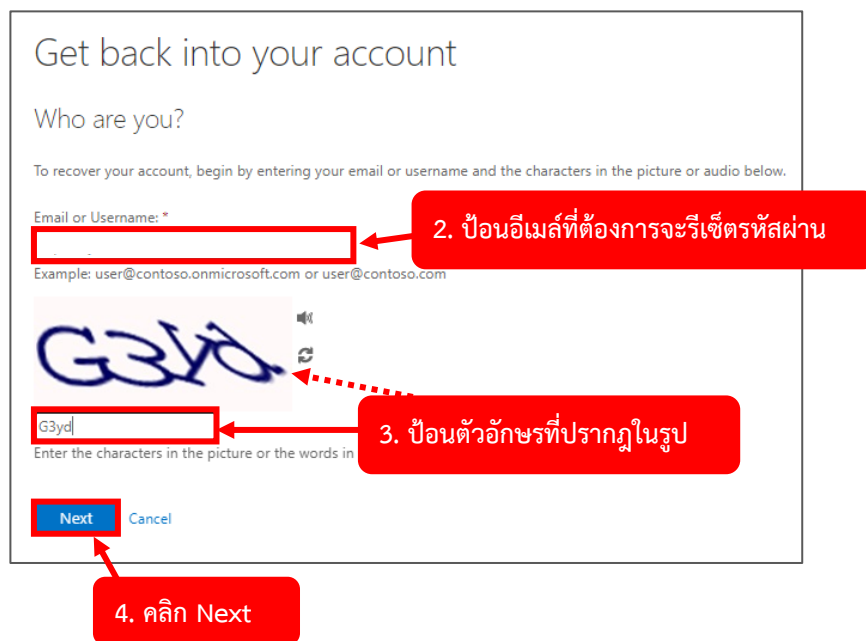 Get back into your account
Who are you?
To recover your account, begin by entering your email or username and the characters in the picture or audio below.
Email or Username: *
2. ป้อนอีเมล์ที่ต้องการจะรีเซ็ตรหัสผ่าน
Example: user@contoso.onmicrosoft.com or user@contoso.com
G3yd
3. ป้อนตัวอักษรที่ปรากฎในรูป
Enter the characters in the picture or the words in
Next
Cancel
4. คลิก Next